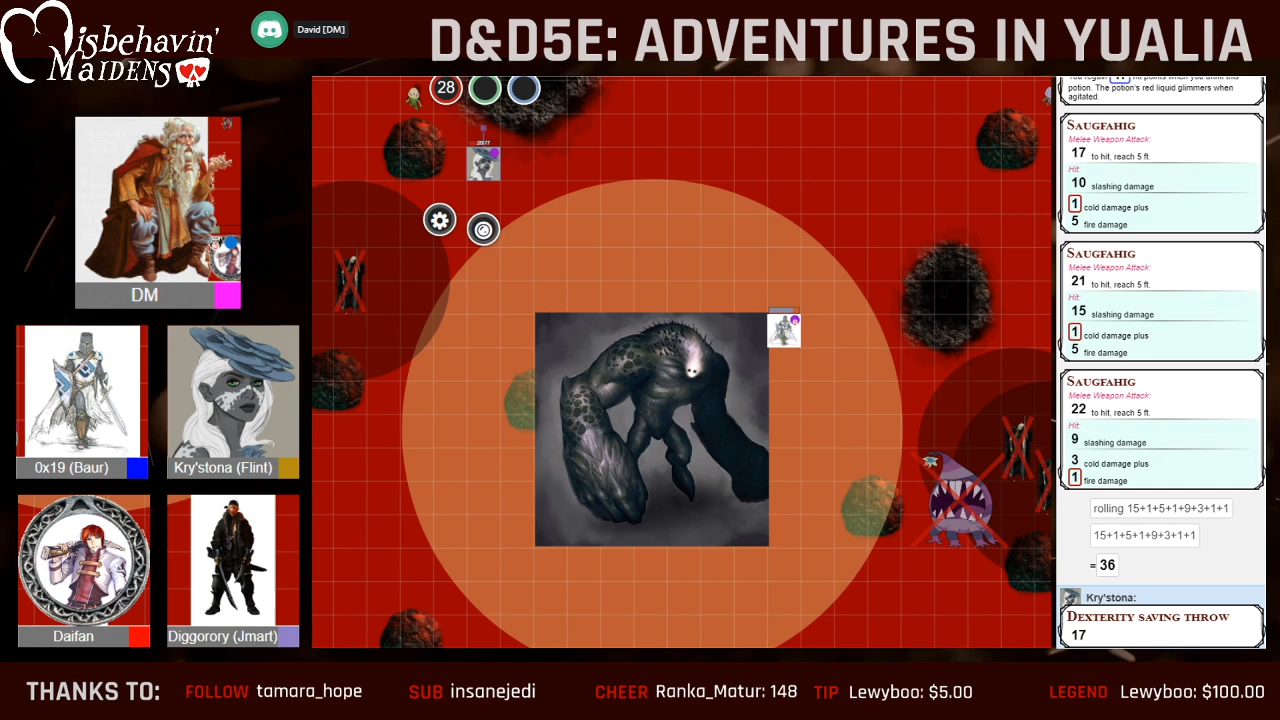 Misbehavin'
Maidens
David [DM]
D&D5E: ADVENTURES IN YUALIA
DM
0x19 (Baur)
Kry'stona (Flint)
Daifan
Diggorory (Jmart)
28
potion. The potion's red liquid glimmers when
agitated.
Saugfahig
Melee Weapon Attack:
17 to hit, reach 5 ft.
Hit:
10 slashing damage
1 cold damage plus
5 fire damage
Saugfahig
Melee Weapon Attack:
21 to hit, reach 5 ft.
Hit:
15 slashing damage
1 cold damage plus
5 fire damage
Saugfahig
Melee Weapon Attack:
22 to hit, reach 5 ft.
Hit:
9 slashing damage
3 cold damage plus
1 fire damage
rolling 15+1+5+1+9+3+1+1
15+1+5+1+9+3+1+1
=36
Kry'stona:
Dexterity saving throw
17
THANKS TO: FOLLOW tamara_hope SUB insanejedi CHEER Ranka_Matur: 148 TIP Lewyboo: $5.00 LEGEND Lewyboo: $100.00